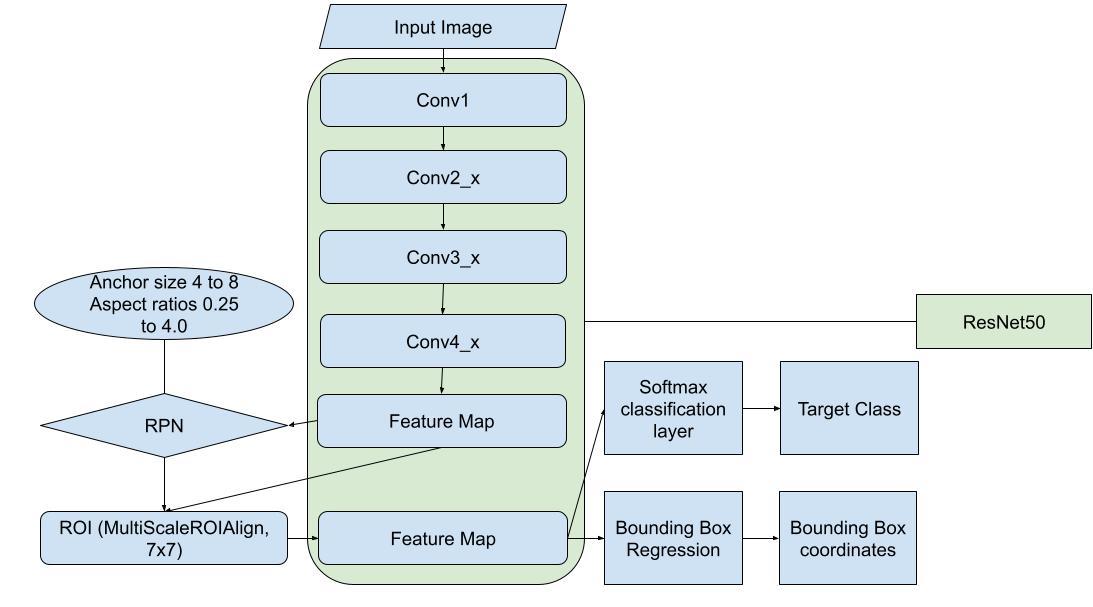 Input Image
Conv1
Conv2_x
Conv3_x
Anchor size 4 to 8
Aspect ratios 0.25
to 4.0
ResNet50
Conv4_x
Softmax
classification
layer
Target Class
Feature Map
RPN
ROI (MultiScaleROIAlign,
7x7)
Feature Map
Bounding Box
Regression
Bounding Box
coordinates